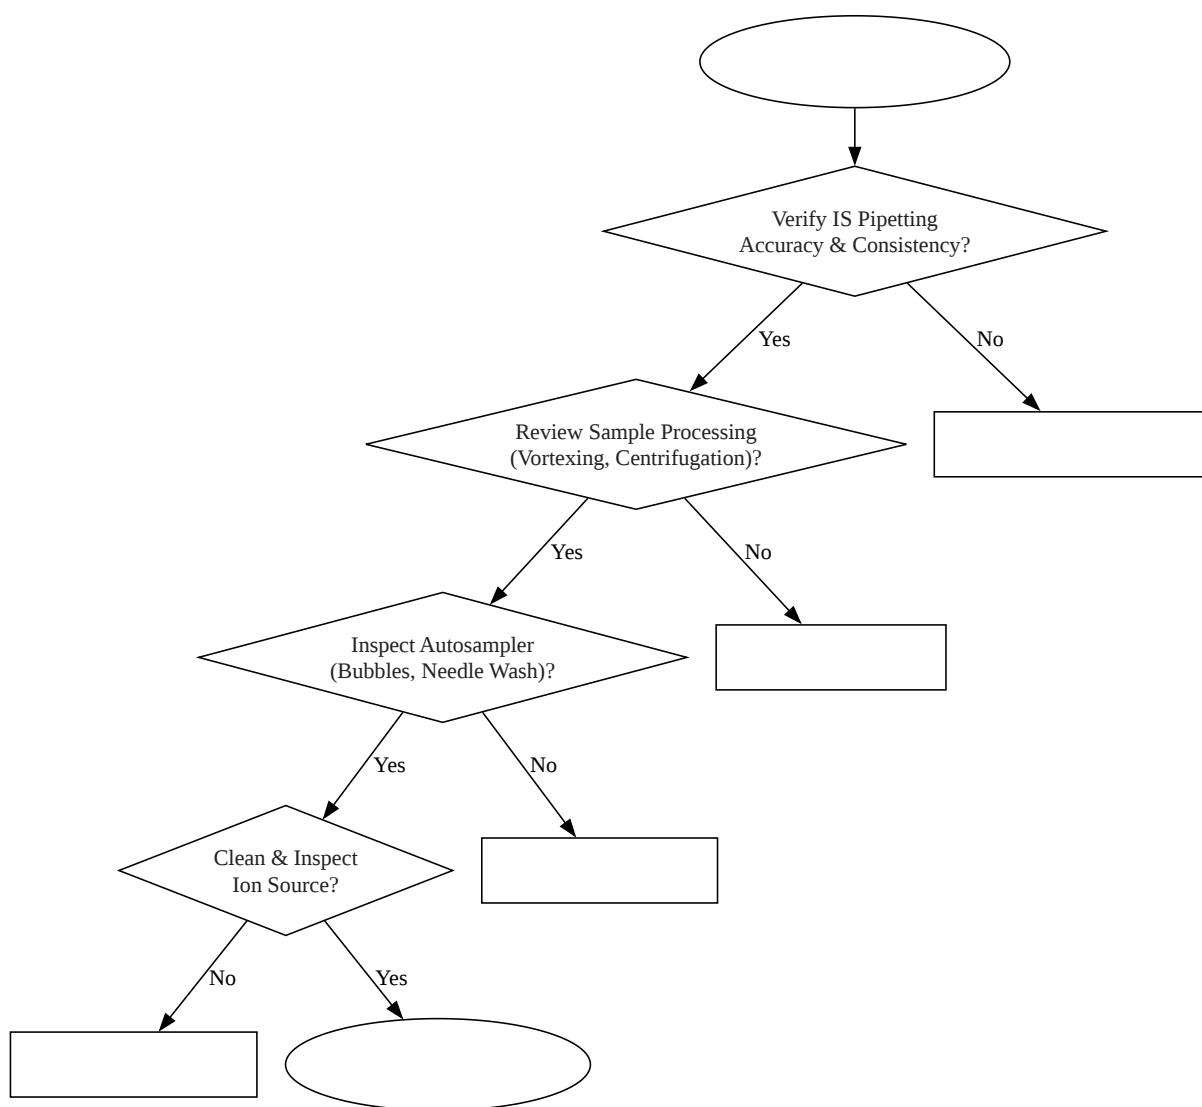 Verify IS Pipetting
Accuracy & Consistency?
Yes
No
Review Sample Processing
(Vortexing, Centrifugation)?
Yes
No
Inspect Autosampler
(Bubbles, Needle Wash)?
Yes
No
Clean & Inspect
Ion Source?
No
Yes